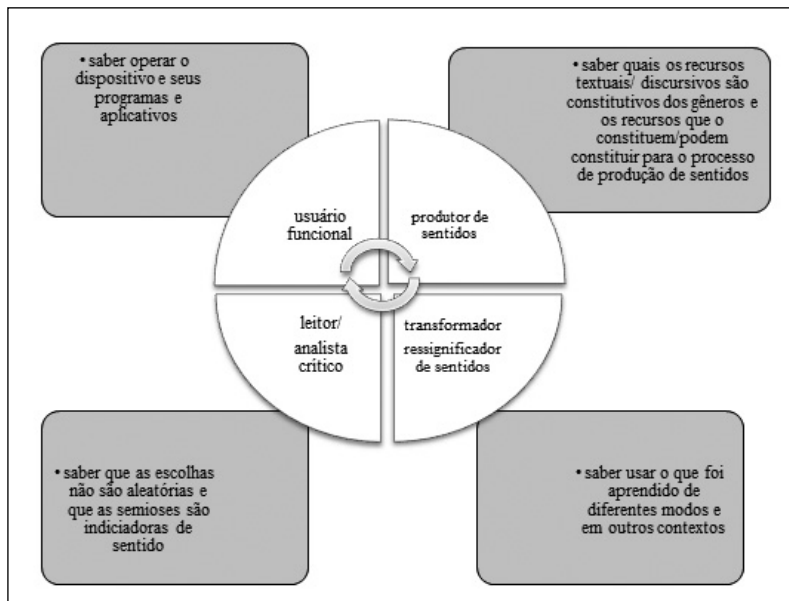 • saber operar o
dispositivo e seus
programas e
aplicativos
• saber quais os recursos
textuais/ discursivos são
constitutivos dos gêneros e
os recursos que o
constituem/podem
constituir para o processo
de produção de sentidos
usuário
funcional
produtor de
sentidos
leitor/
analista
crítico
transformador
ressignificador
de sentidos
• saber que as escolhas
não são aleatórias e
que as semioses são
indiciadoras de
sentido
• saber usar o que foi
aprendido de
diferentes modos e
em outros contextos